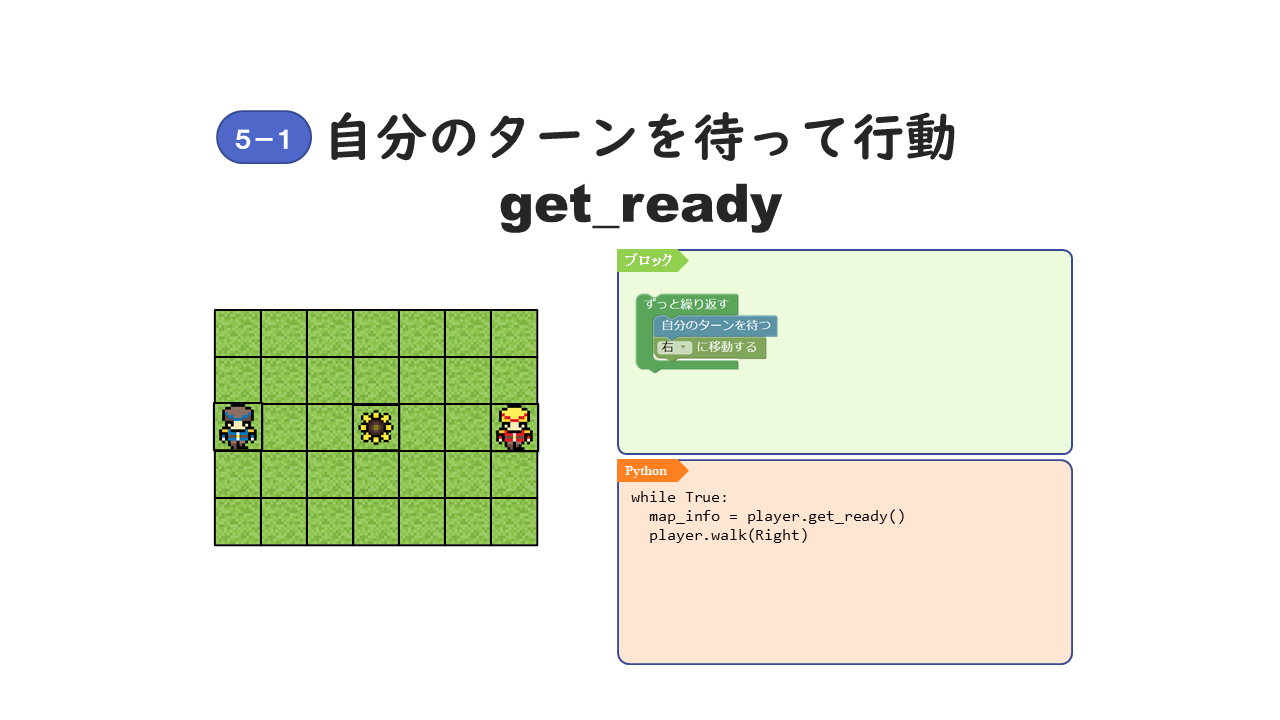 5−1 自分のターンを待って行動
get_ready
ブロック
ずっと繰り返す
自分のターンを待つ
右 に移動する
Python
while True:
  map_info = player.get_ready()
  player.walk(Right)